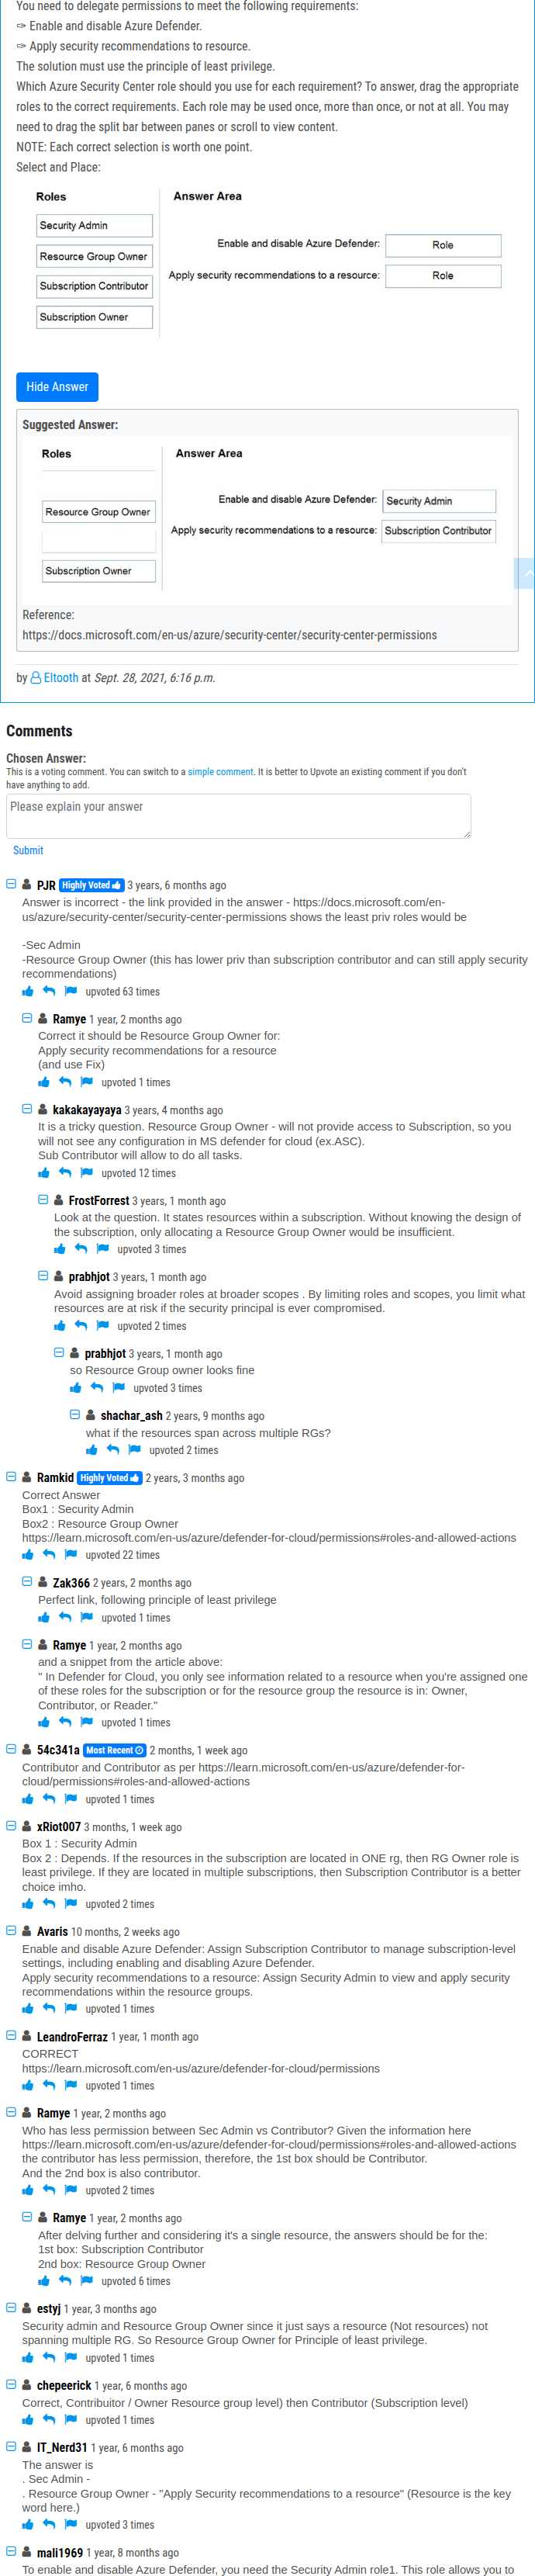 You need to delegate permissions to meet the following requirements:
✑ Enable and disable Azure Defender.
✑ Apply security recommendations to resource.
The solution must use the principle of least privilege.
Which Azure Security Center role should you use for each requirement? To answer, drag the appropriate
roles to the correct requirements. Each role may be used once, more than once, or not at all. You may
need to drag the split bar between panes or scroll to view content.
NOTE: Each correct selection is worth one point.
Select and Place:
Roles
Answer Area
Security Admin
Resource Group Owner
Subscription Contributor
Subscription Owner
Enable and disable Azure Defender: Role
Apply security recommendations to a resource: Role
Hide Answer
Suggested Answer:
Roles
Answer Area
Resource Group Owner
Subscription Owner
Enable and disable Azure Defender: Security Admin
Apply security recommendations to a resource: Subscription Contributor
Reference:
https://docs.microsoft.com/en-us/azure/security-center/security-center-permissions
by Eltooth at Sept. 28, 2021, 6:16 p.m.
Comments
Chosen Answer:
This is a voting comment. You can switch to a simple comment. It is better to Upvote an existing comment if you don't
have anything to add.
Please explain your answer
Submit
PJR Highly Voted 3 years, 6 months ago
Answer is incorrect - the link provided in the answer - https://docs.microsoft.com/en-
us/azure/security-center/security-center-permissions shows the least priv roles would be
-Sec Admin
-Resource Group Owner (this has lower priv than subscription contributor and can still apply security
recommendations)
upvoted 63 times
Ramye 1 year, 2 months ago
Correct it should be Resource Group Owner for:
Apply security recommendations for a resource
(and use Fix)
upvoted 1 times
kakakayayaya 3 years, 4 months ago
It is a tricky question. Resource Group Owner - will not provide access to Subscription, so you
will not see any configuration in MS defender for cloud (ex.ASC).
Sub Contributor will allow to do all tasks.
upvoted 12 times
FrostForrest 3 years, 1 month ago
Look at the question. It states resources within a subscription. Without knowing the design of
the subscription, only allocating a Resource Group Owner would be insufficient.
upvoted 3 times
prabhjot 3 years, 1 month ago
Avoid assigning broader roles at broader scopes . By limiting roles and scopes, you limit what
resources are at risk if the security principal is ever compromised.
upvoted 2 times
prabhjot 3 years, 1 month ago
so Resource Group owner looks fine
upvoted 3 times
shachar_ash 2 years, 9 months ago
what if the resources span across multiple RGs?
upvoted 2 times
Ramkid Highly Voted 2 years, 3 months ago
Correct Answer
Box1 : Security Admin
Box2 : Resource Group Owner
https://learn.microsoft.com/en-us/azure/defender-for-cloud/permissions#roles-and-allowed-actions
upvoted 22 times
Zak366 2 years, 2 months ago
Perfect link, following principle of least privilege
upvoted 1 times
Ramye 1 year, 2 months ago
and a snippet from the article above:
" In Defender for Cloud, you only see information related to a resource when you're assigned one
of these roles for the subscription or for the resource group the resource is in: Owner,
Contributor, or Reader."
upvoted 1 times
54c341a Most Recent 2 months, 1 week ago
Contributor and Contributor as per https://learn.microsoft.com/en-us/azure/defender-for-
cloud/permissions#roles-and-allowed-actions
upvoted 1 times
xRiot007 3 months, 1 week ago
Box 1 : Security Admin
Box 2 : Depends. If the resources in the subscription are located in ONE rg, then RG Owner role is
least privilege. If they are located in multiple subscriptions, then Subscription Contributor is a better
choice imho.
upvoted 2 times
Avaris 10 months, 2 weeks ago
Enable and disable Azure Defender: Assign Subscription Contributor to manage subscription-level
settings, including enabling and disabling Azure Defender.
Apply security recommendations to a resource: Assign Security Admin to view and apply security
recommendations within the resource groups.
upvoted 1 times
LeandroFerraz 1 year, 1 month ago
CORRECT
https://learn.microsoft.com/en-us/azure/defender-for-cloud/permissions
upvoted 1 times
Ramye 1 year, 2 months ago
Who has less permission between Sec Admin vs Contributor? Given the information here
https://learn.microsoft.com/en-us/azure/defender-for-cloud/permissions#roles-and-allowed-actions
the contributor has less permission, therefore, the 1st box should be Contributor.
And the 2nd box is also contributor.
upvoted 2 times
Ramye 1 year, 2 months ago
After delving further and considering it's a single resource, the answers should be for the:
1st box: Subscription Contributor
2nd box: Resource Group Owner
upvoted 6 times
estyj 1 year, 3 months ago
Security admin and Resource Group Owner since it just says a resource (Not resources) not
spanning multiple RG. So Resource Group Owner for Principle of least privilege.
upvoted 1 times
chepeerick 1 year, 6 months ago
Correct, Contribuitor / Owner Resource group level) then Contributor (Subscription level)
upvoted 1 times
IT_Nerd31 1 year, 6 months ago
The answer is
. Sec Admin -
. Resource Group Owner - "Apply Security recommendations to a resource" (Resource is the key
word here.)
upvoted 3 times
mali1969 1 year, 8 months ago
To enable and disable Azure Defender, you need the Security Admin role1. This role allows you to